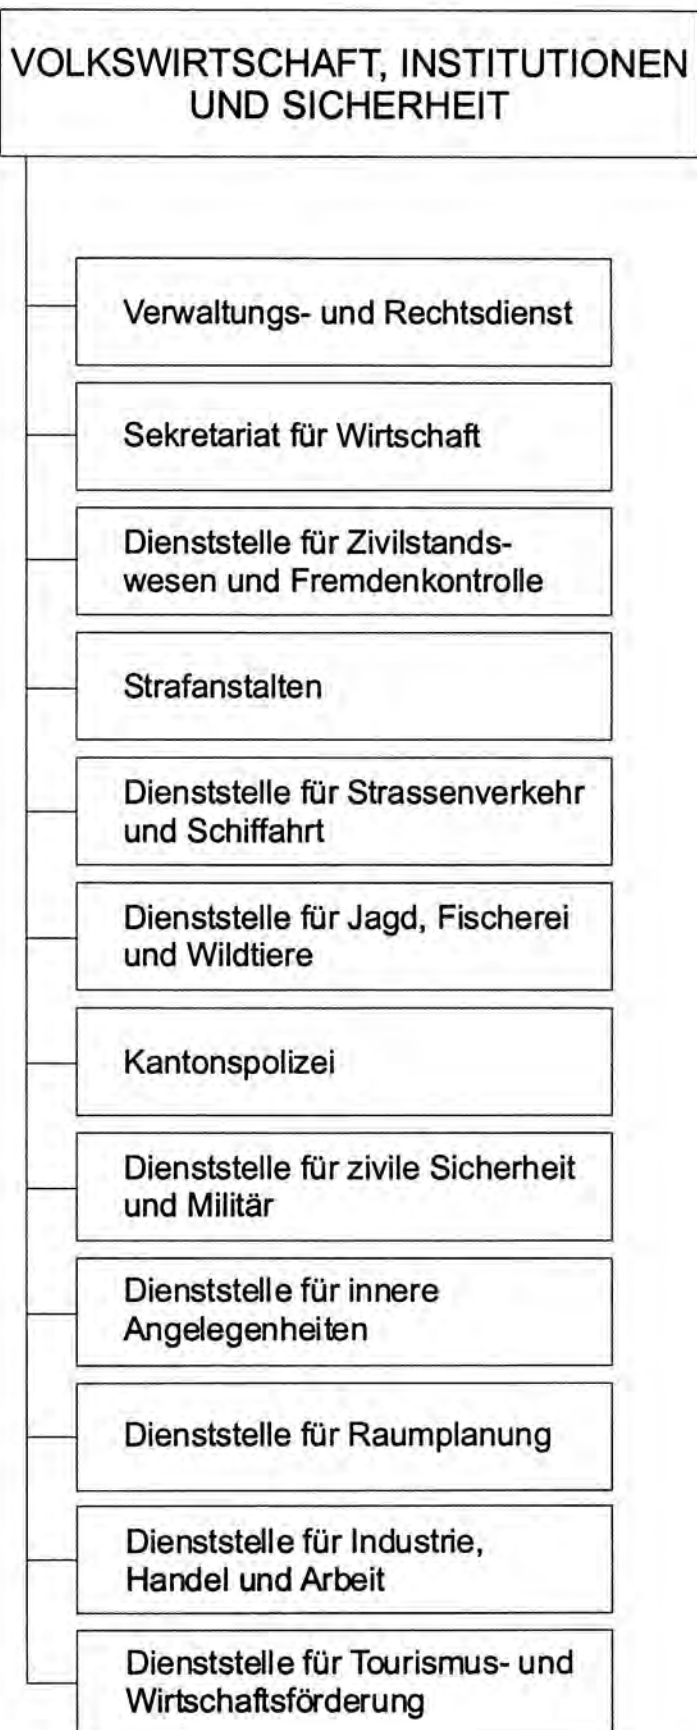 VOLKSWIRTSCHAFT, INSTITUTIONEN
UND SICHERHEIT
Verwaltungs- und Rechtsdienst
Sekretariat für Wirtschaft
Dienststelle für Zivilstands-
wesen und Fremdenkontrolle
Strafanstalten
Dienststelle für Strassenverkehr
und Schiffahrt
Dienststelle für Jagd, Fischerei
und Wildtiere
Kantonspolizei
Dienststelle für zivile Sicherheit
und Militär
Dienststelle für innere
Angelegenheiten
Dienststelle für Raumplanung
Dienststelle für Industrie,
Handel und Arbeit
Dienststelle für Tourismus- und
Wirtschaftsförderung